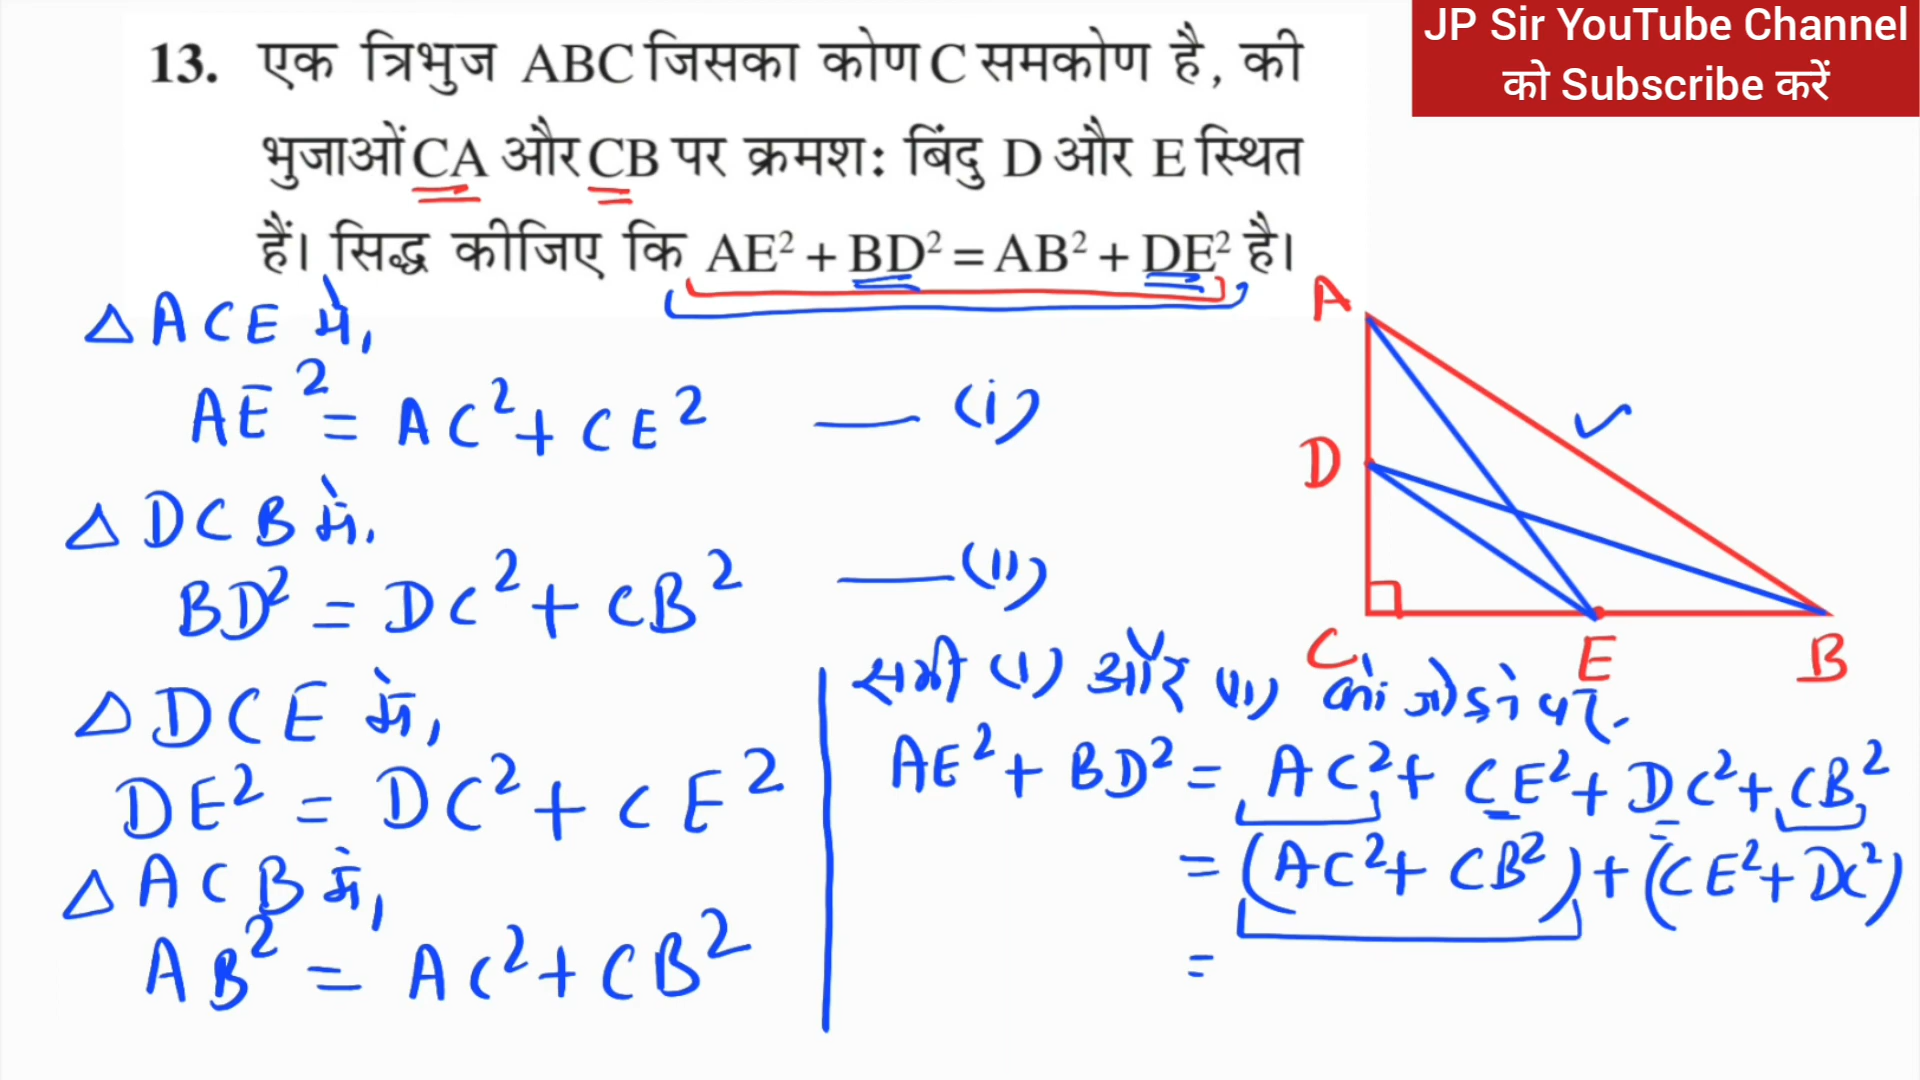 JP Sir YouTube Channel
को Subscribe करें
13. एक त्रिभुज ABC जिसका कोण C समकोण है, की
भुजाओं CA और CB पर क्रमश: बिंदु D और E स्थित
हैं। सिद्ध कीजिए कि AE² + BD² = AB² + DE² है।
△ ACE में,
AE² = AC² + CE² — (i)
△ DCB में,
BD² = DC² + CB² — (ii)
△ DCE में,
DE² = DC² + CE²
△ ACB में,
AB² = AC² + CB²
A
D
C E B
समी (i) और (ii) को जोड़ने पर.
AE² + BD² = AC² + CE² + DC² + CB²
= (AC² + CB²) + (CE² + DC²)
=